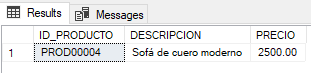 Results Messages
ID_PRODUCTO DESCRIPCION PRECIO
1 PROD00004 Sofá de cuero moderno 2500.00